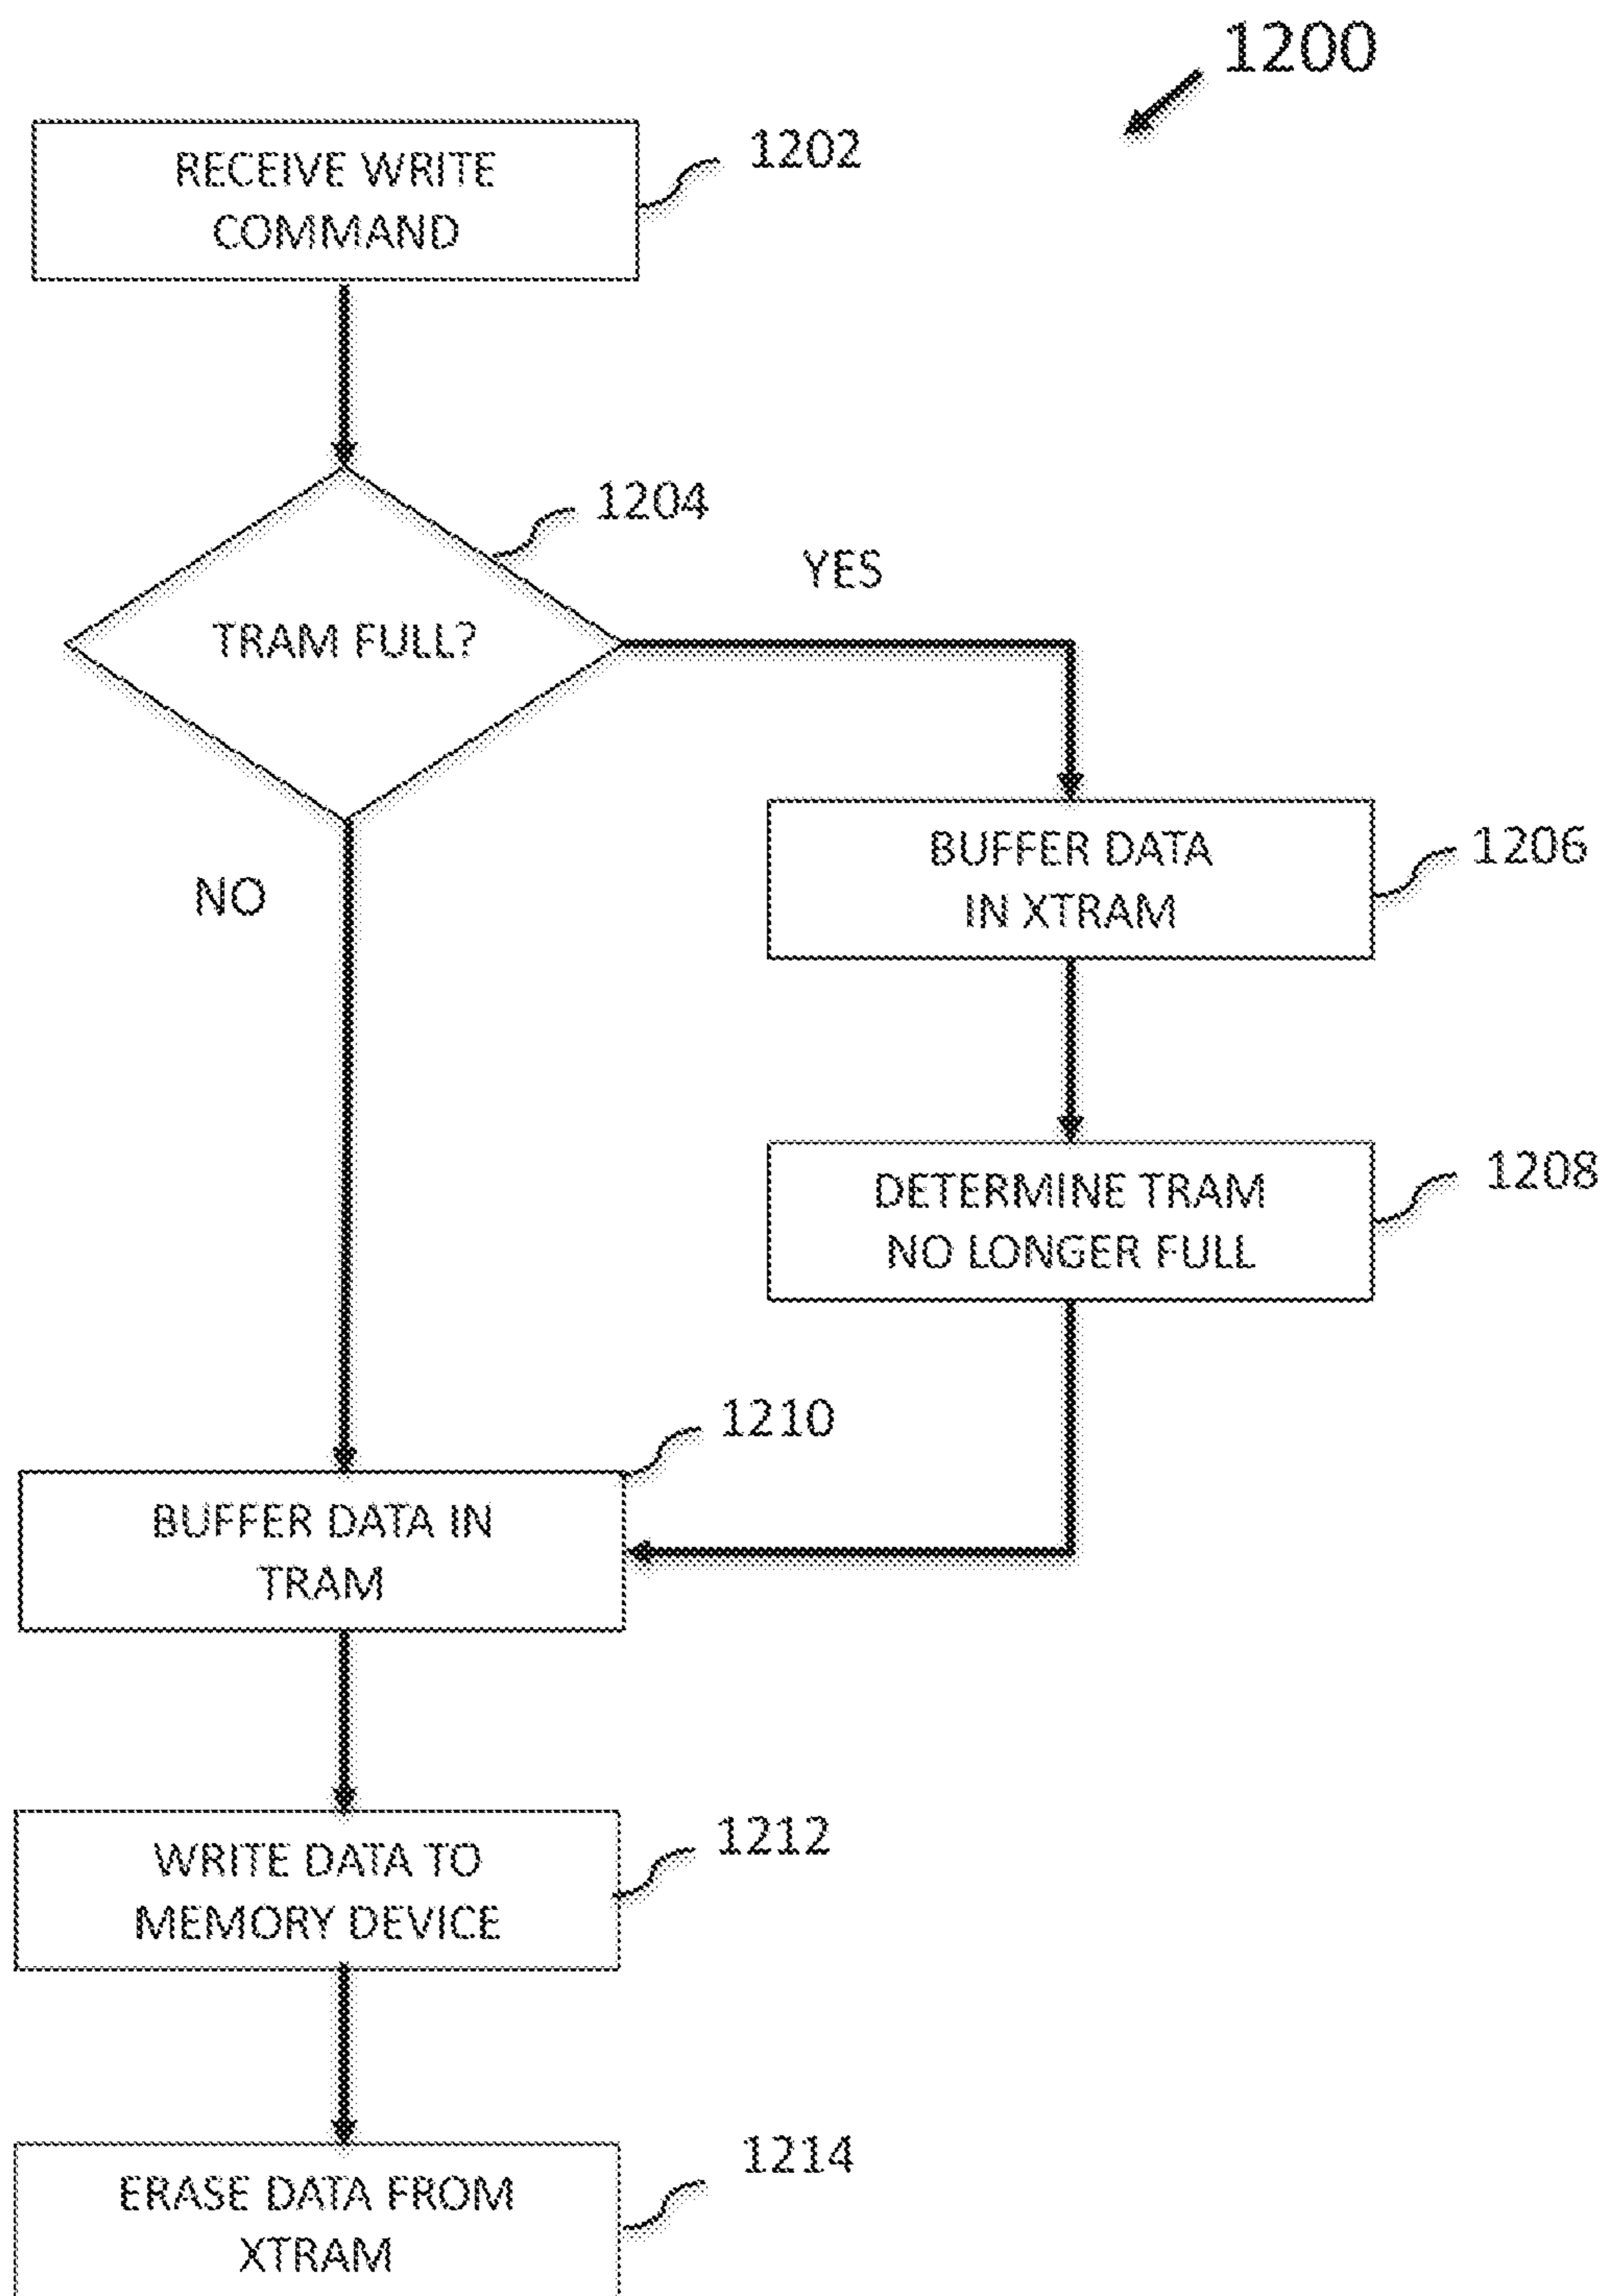 1200
RECEIVE WRITE
COMMAND
1202
1204
TRAM FULL?
YES
NO
BUFFER DATA
IN XTRAM
1206
DETERMINE TRAM
NO LONGER FULL
1208
1210
BUFFER DATA IN
TRAM
WRITE DATA TO
MEMORY DEVICE
1212
ERASE DATA FROM
XTRAM
1214